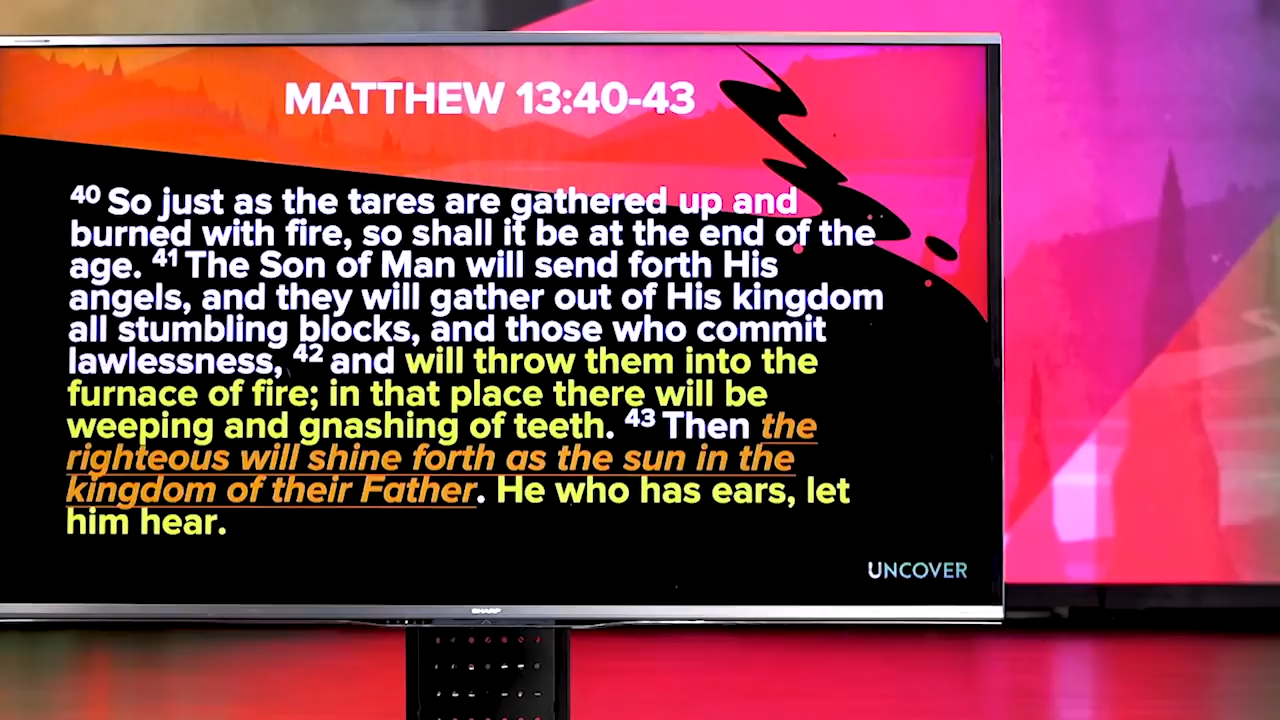 MATTHEW 13:40-43
40 So just as the tares are gathered up and
burned with fire, so shall it be at the end of the
age. 41 The Son of Man will send forth His
angels, and they will gather out of His kingdom
all stumbling blocks, and those who commit
lawlessness, 42 and will throw them into the
furnace of fire; in that place there will be
weeping and gnashing of teeth. 43 Then the
righteous will shine forth as the sun in the
kingdom of their Father. He who has ears, let
him hear.
UNCOVER
SHARP